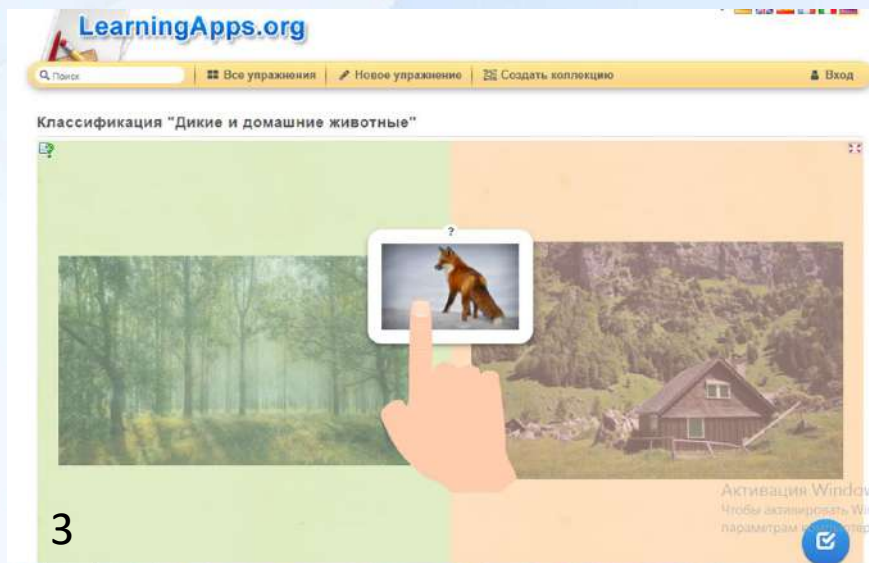 LearningApps.org
Поиск
Все упражнения
Новое упражнение
Создать коллекцию
Вход
Классификация "Дикие и домашние животные"
?
Активация Window
Чтобы активировать Wi
параметрам
3